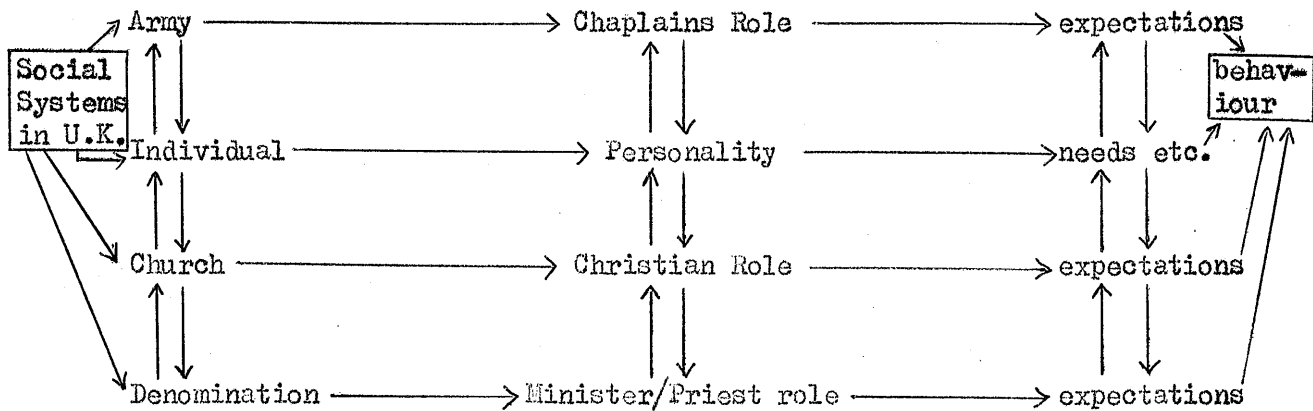 Army Chaplains Role expectations
Social
Systems
in U.K.
behav-
iour
Individual Personality needs etc.
Church Christian Role expectations
Denomination Minister/Priest role expectations